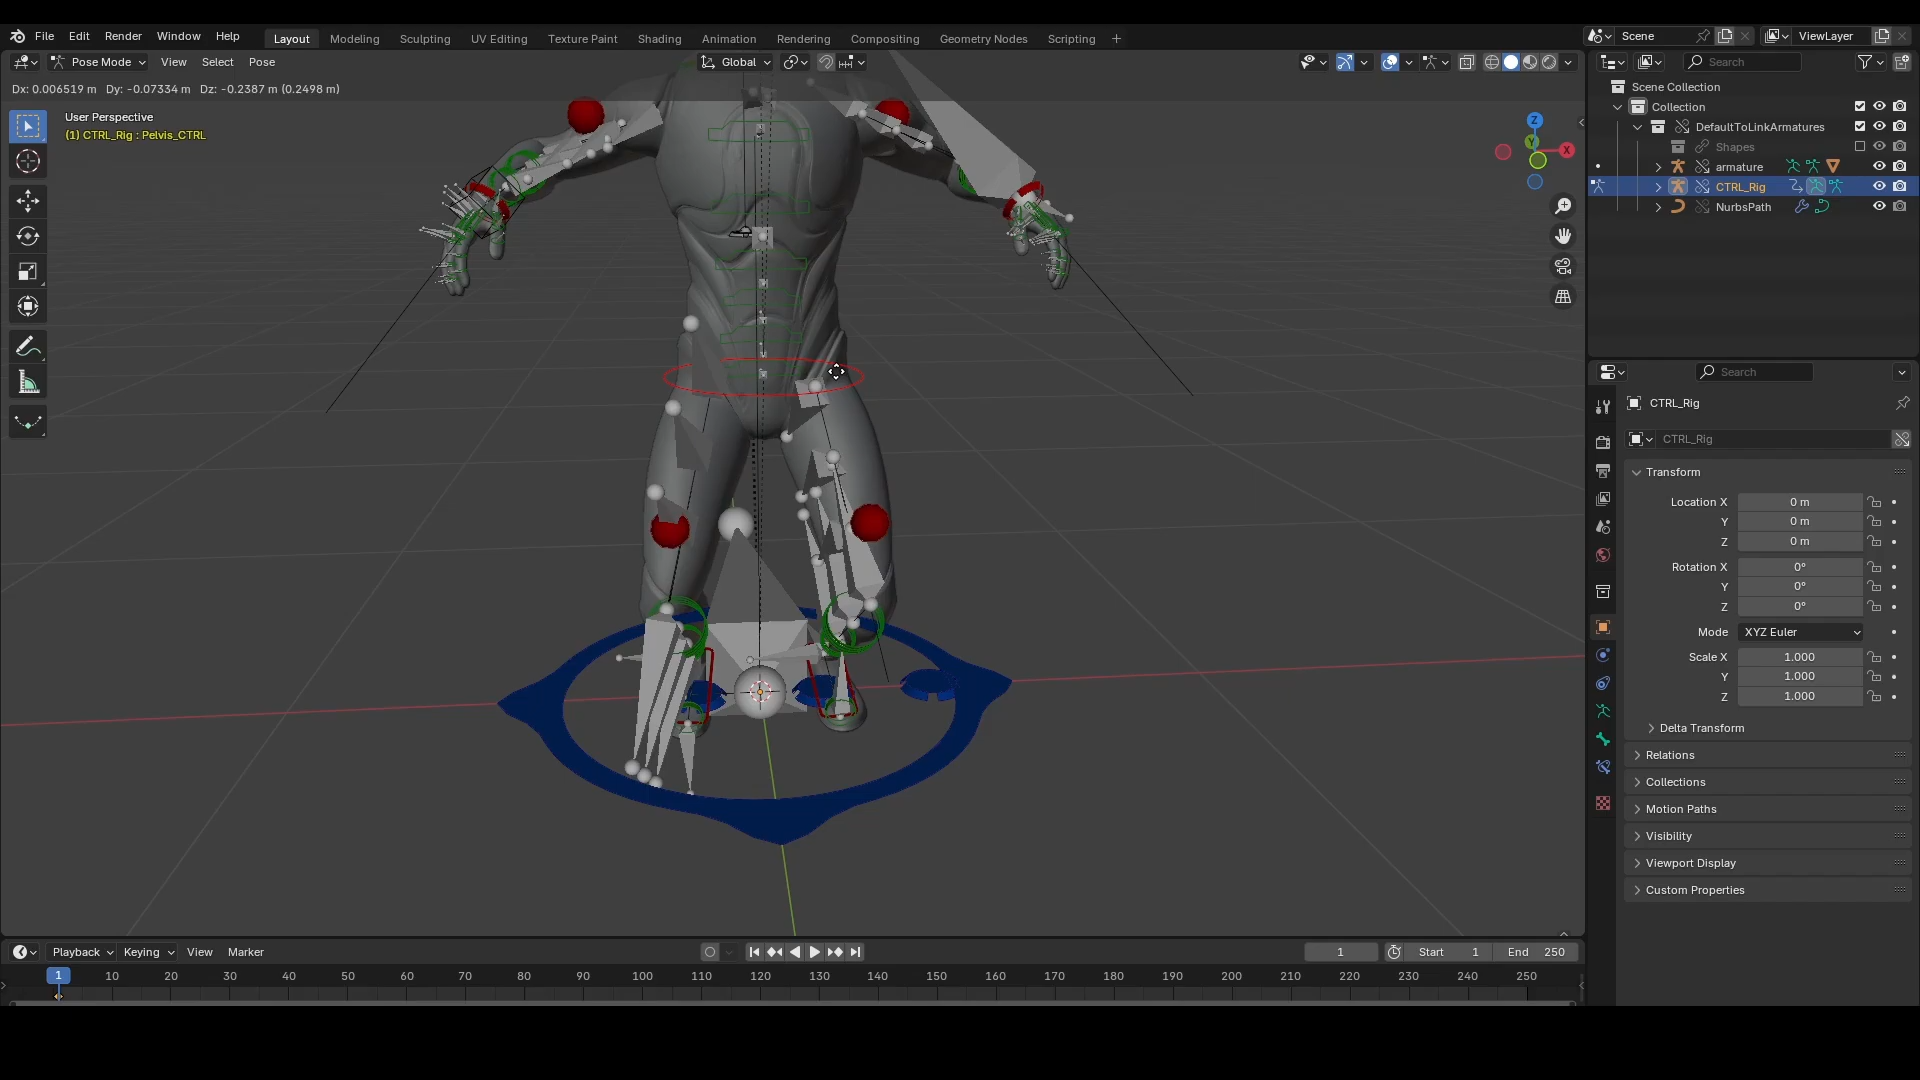 File Edit Render Window Help Layout Modeling Sculpting UV Editing Texture Paint Shading Animation Rendering Compositing Geometry Nodes Scripting + Scene ViewLayer
Pose Mode View Select Pose Global Search
Dx: 0.006519 m Dy: -0.07334 m Dz: -0.2387 m (0.2498 m)
User Perspective
(1) CTRL_Rig : Pelvis_CTRL
Z
Y
X
Scene Collection
Collection
DefaultToLinkArmatures
Shapes
armature
CTRL_Rig
NurbsPath
Search
CTRL_Rig
CTRL_Rig
Transform
Location X 0 m
Y 0 m
Z 0 m
Rotation X 0°
Y 0°
Z 0°
Mode XYZ Euler
Scale X 1.000
Y 1.000
Z 1.000
Delta Transform
Relations
Collections
Motion Paths
Visibility
Viewport Display
Custom Properties
Playback Keying View Marker 1 Start 1 End 250
1 10 20 30 40 50 60 70 80 90 100 110 120 130 140 150 160 170 180 190 200 210 220 230 240 250